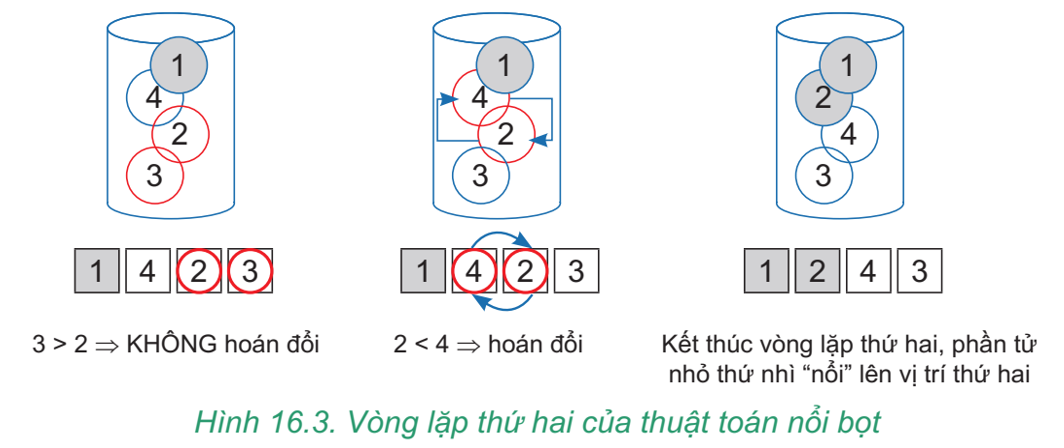 1
4
2
3
1
4
2
3
1
2
4
3
1 4 2 3
1 4 2 3
1 2 4 3
3 > 2 ⇒ KHÔNG hoán đổi
2 < 4 ⇒ hoán đổi
Kết thúc vòng lặp thứ hai, phần tử
nhỏ thứ nhì “nổi” lên vị trí thứ hai
Hình 16.3. Vòng lặp thứ hai của thuật toán nổi bọt